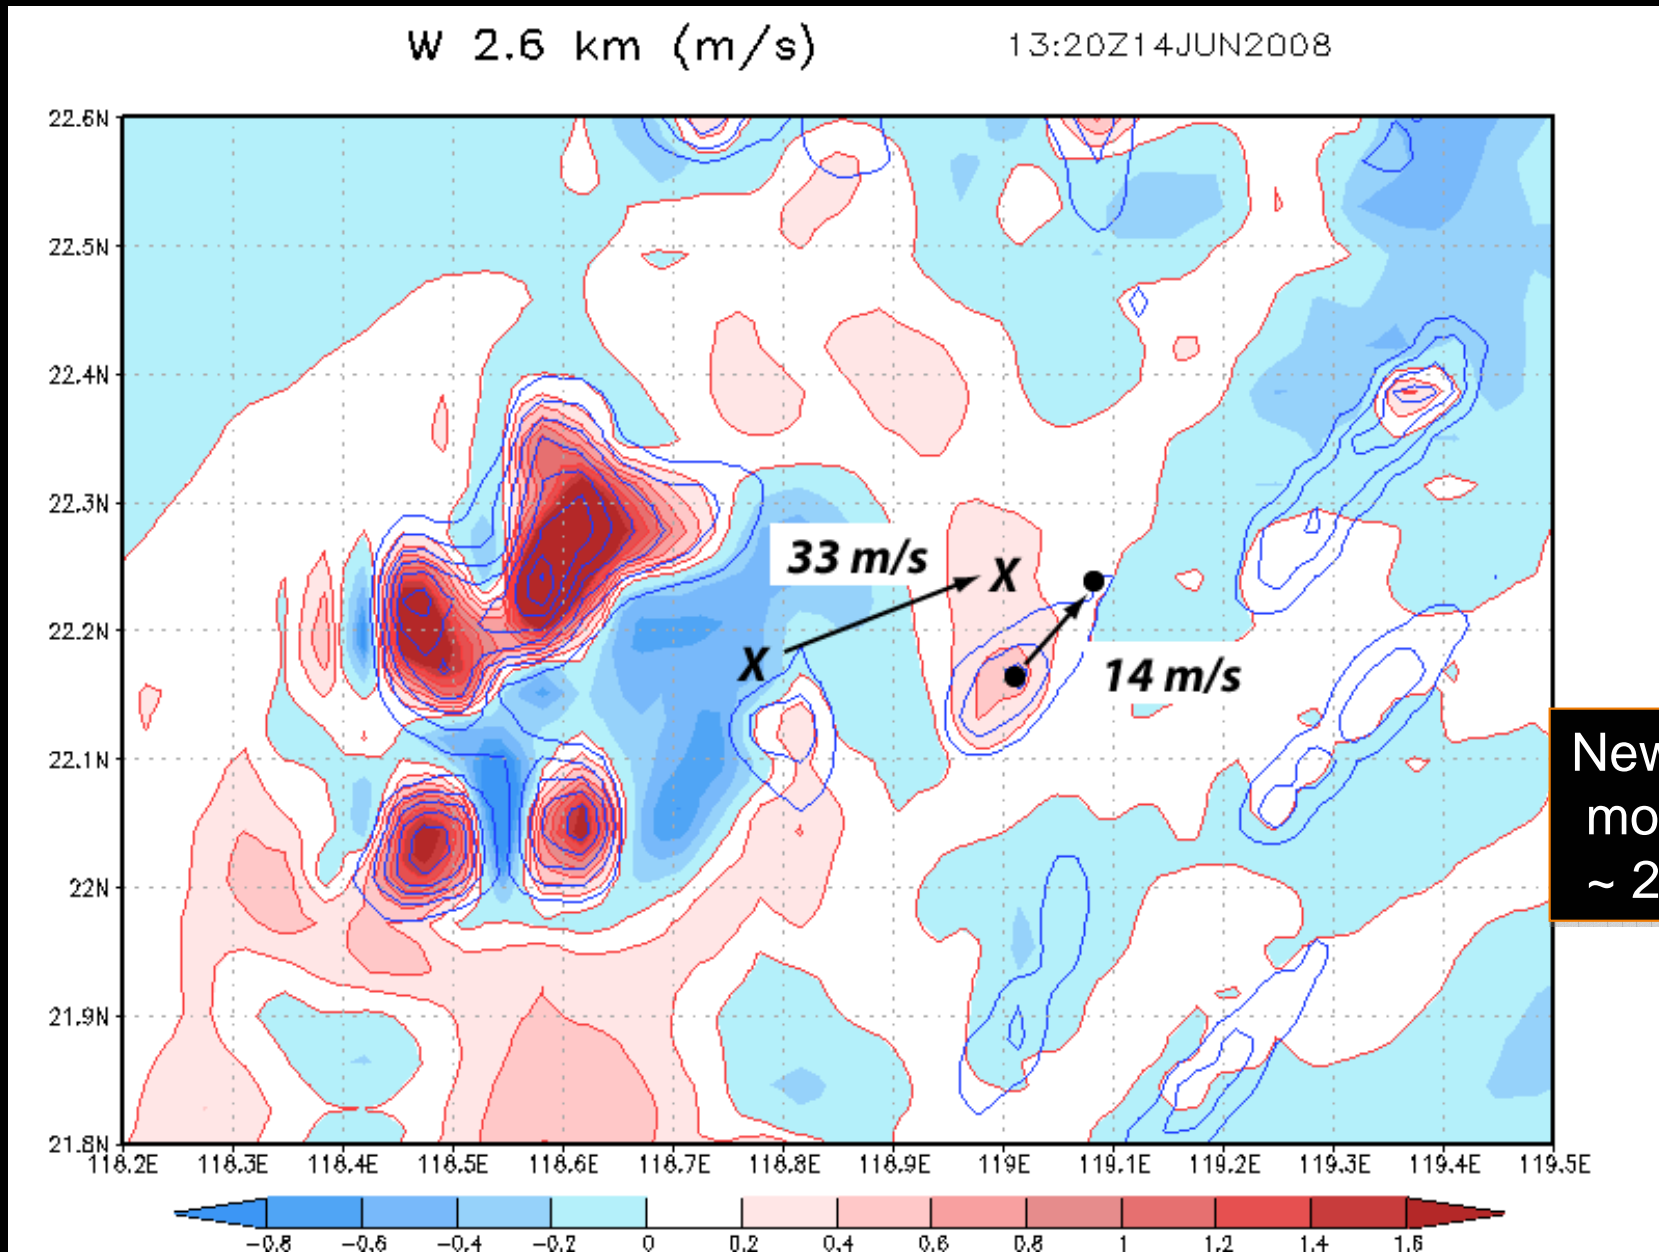 W 2.6 km (m/s)
13:20Z14JUN2008
22.6N
22.5N
22.4N
22.3N
22.2N
22.1N
22N
21.9N
21.8N
33 m/s
X
X
14 m/s
New
mo
~ 2
118.2E 118.3E 118.4E 118.5E 118.6E 118.7E 118.8E 118.9E 119E 119.1E 119.2E 119.3E 119.4E 119.5E
-0.8 -0.6 -0.4 -0.2 0 0.2 0.4 0.6 0.8 1 1.2 1.4 1.6